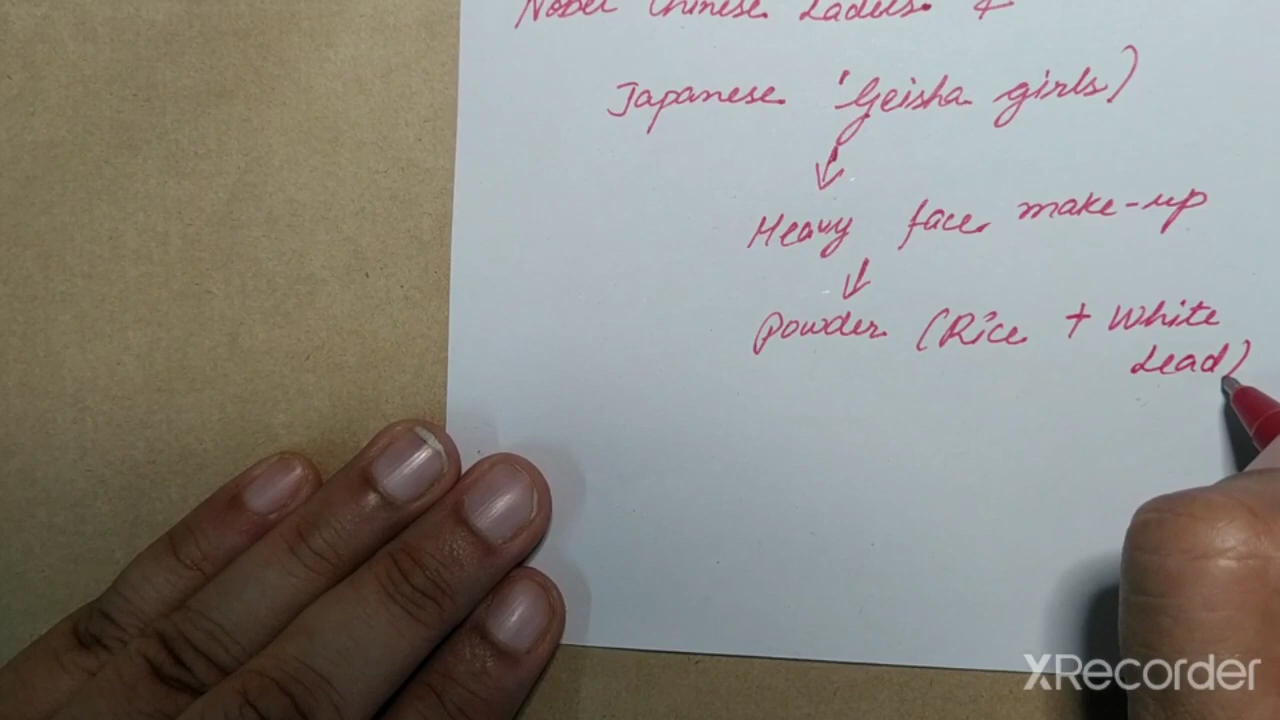 Nobel Chinese Ladies &
Japanese 'Geisha girls)
↓
Heavy face make-up
↓
Powder (Rice + White
Lead)
XRecorder